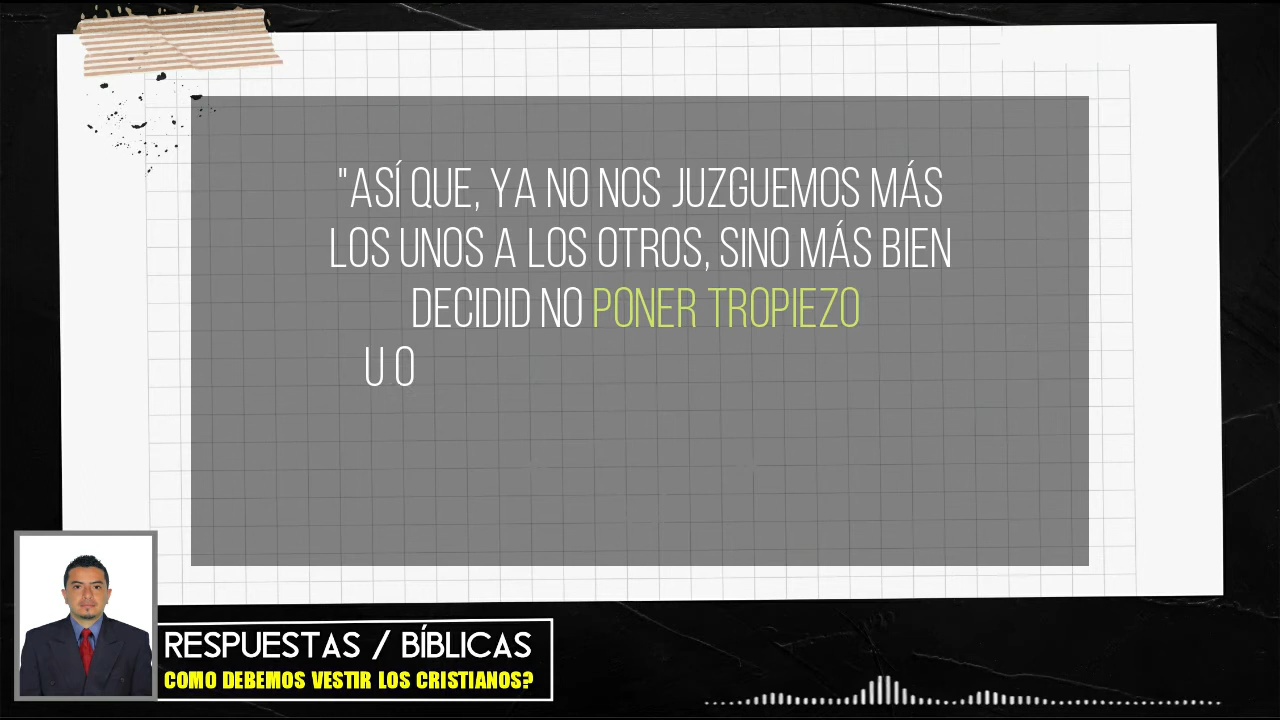 "ASÍ QUE, YA NO NOS JUZGUEMOS MÁS
LOS UNOS A LOS OTROS, SINO MÁS BIEN
DECIDID NO PONER TROPIEZO
U O
RESPUESTAS / BÍBLICAS
COMO DEBEMOS VESTIR LOS CRISTIANOS?